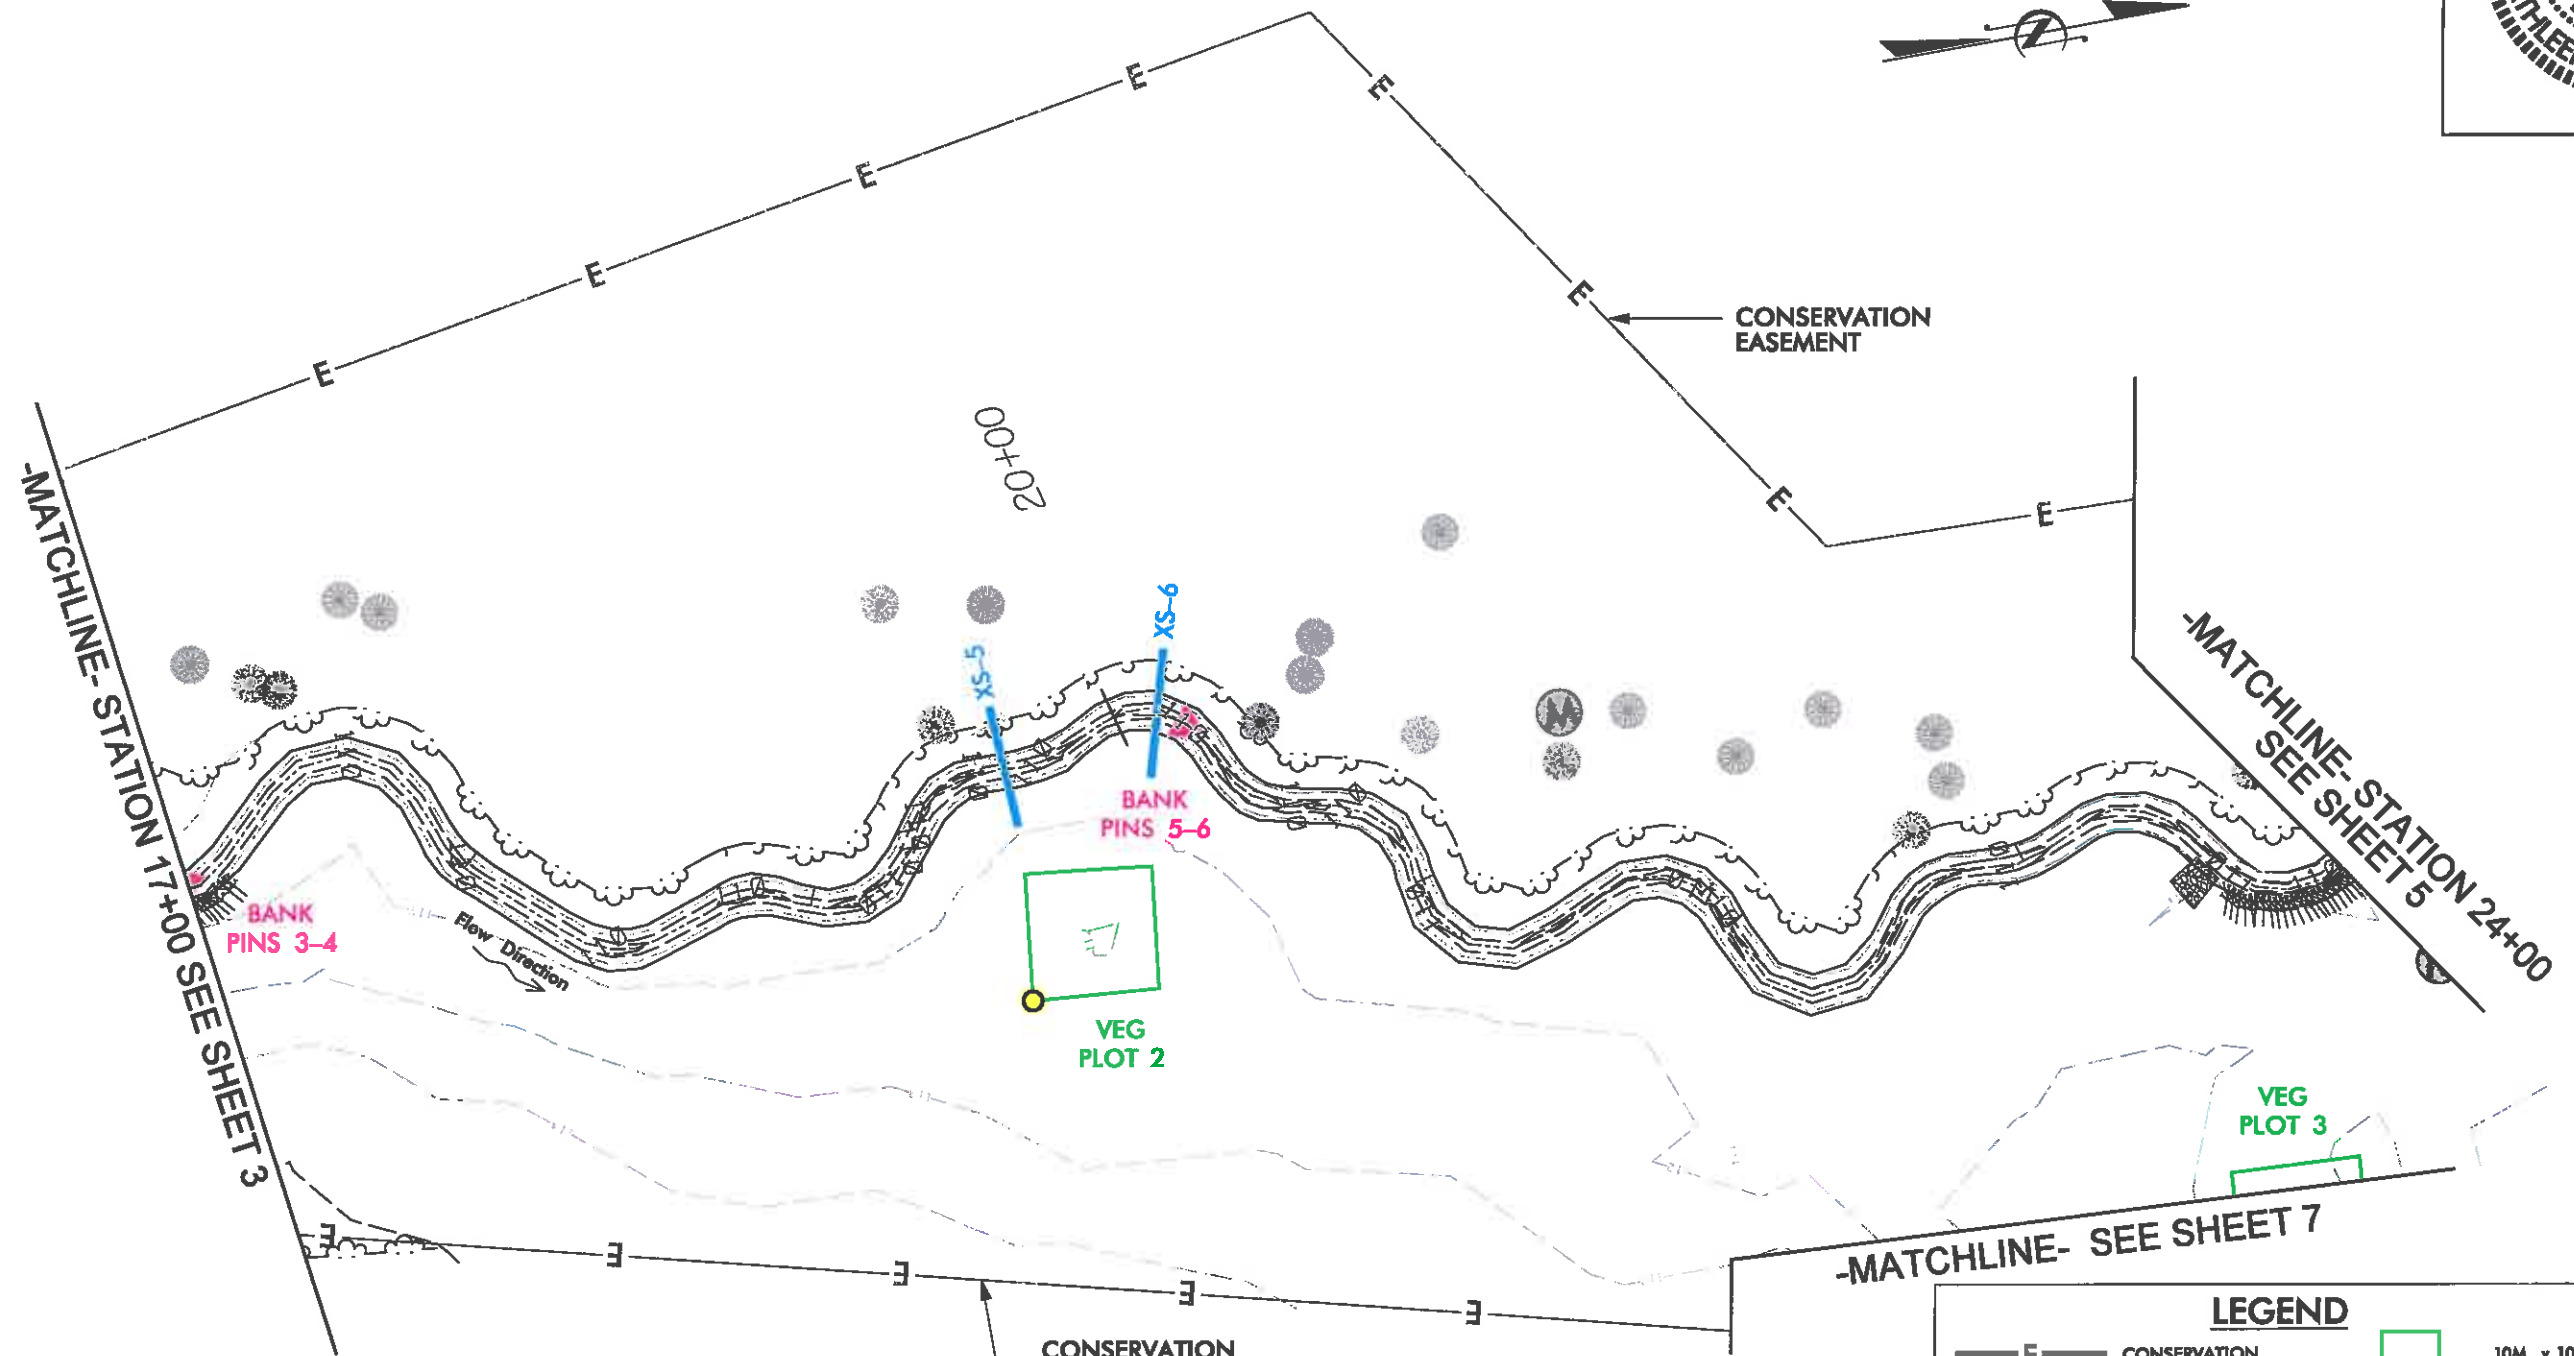 E
E
E
E
E
E
E
E
CONSERVATION
EASEMENT
20+00
-MATCHLINE- STATION 17+00 SEE SHEET 3
XS-5
XS-6
M
-MATCHLINE- STATION 24+00
SEE SHEET 5
BANK
PINS 5-6
BANK
PINS 3-4
Flow Direction
VEG
PLOT 2
VEG
PLOT 3
E
E
E
E
E
-MATCHLINE- SEE SHEET 7
CONSERVATION
LEGEND
E
CONSERVATION